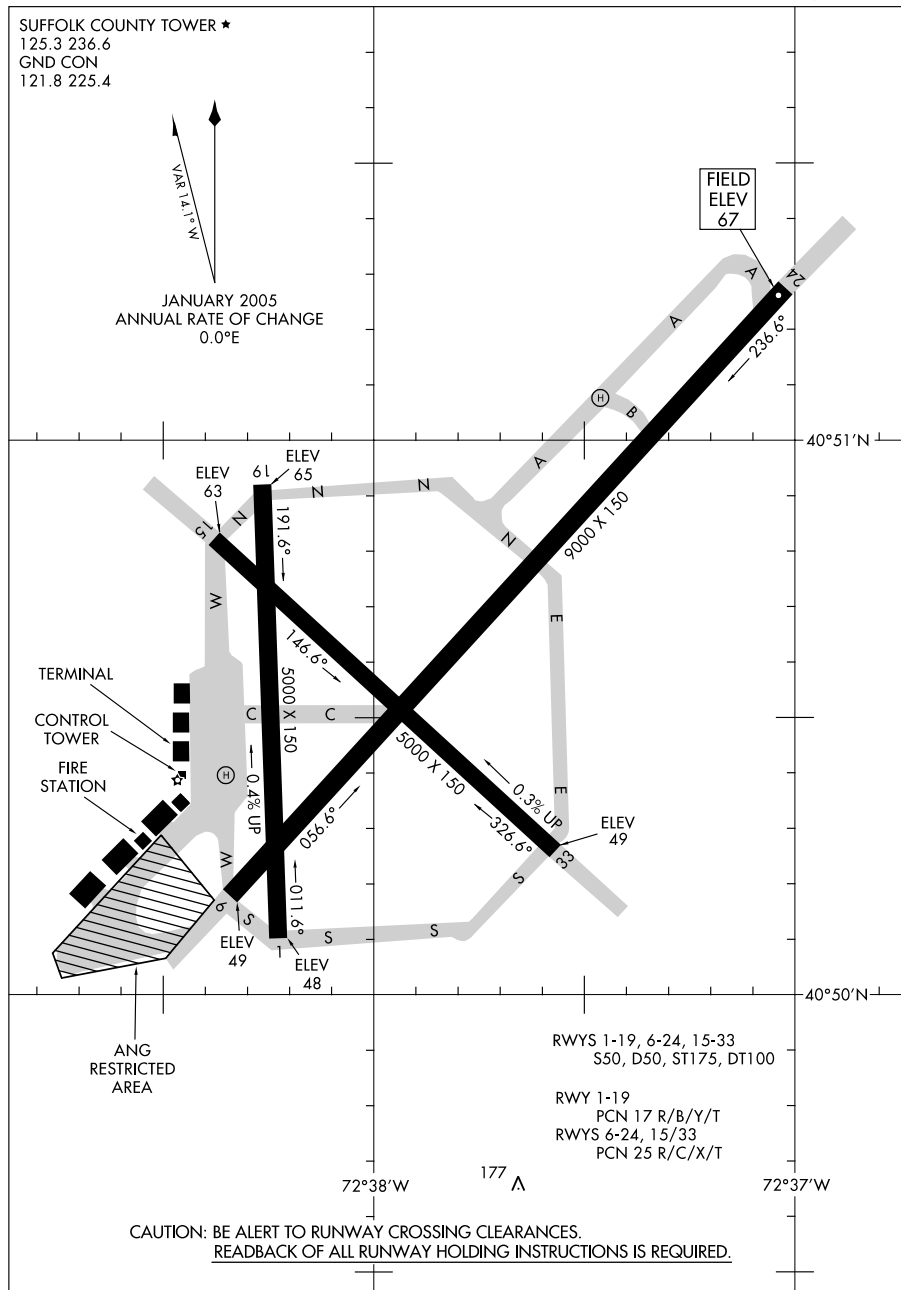 SUFFOLK COUNTY TOWER ★
125.3 236.6
GND CON
121.8 225.4
VAR 14.1° W
JANUARY 2005
ANNUAL RATE OF CHANGE
0.0°E
FIELD
ELEV
67
A
24
236.6°
A
H
B
A
40°51'N
9000 X 150
ELEV
63
19
ELEV
65
15
N
N
N
N
191.6°
W
E
146.6°
5000 X 150
C
C
5000 X 150
TERMINAL
CONTROL
TOWER
FIRE
STATION
H
0.4% UP
056.6°
0.3% UP
326.6°
E
ELEV
49
33
W
6
S
011.6°
S
S
S
1
ELEV
49
ELEV
48
40°50'N
ANG
RESTRICTED
AREA
RWYS 1-19, 6-24, 15-33
S50, D50, ST175, DT100
RWY 1-19
PCN 17 R/B/Y/T
RWYS 6-24, 15/33
PCN 25 R/C/X/T
177
72°38'W
72°37'W
CAUTION: BE ALERT TO RUNWAY CROSSING CLEARANCES.
READBACK OF ALL RUNWAY HOLDING INSTRUCTIONS IS REQUIRED.